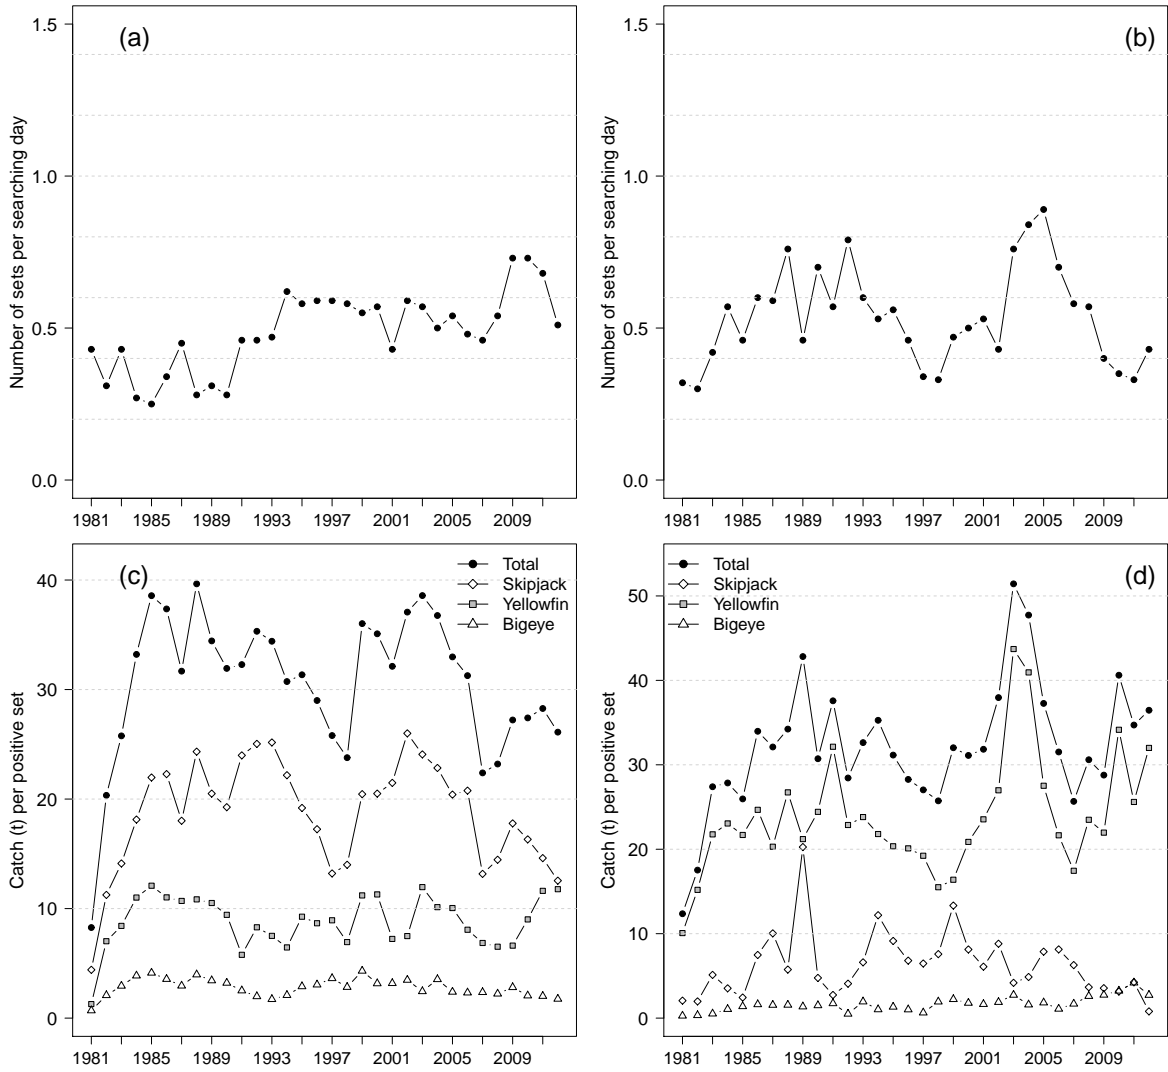 (a)
Number of sets per searching day
1.5
1.0
0.5
0.0
1981 1985 1989 1993 1997 2001 2005 2009
(b)
Number of sets per searching day
1.5
1.0
0.5
0.0
1981 1985 1989 1993 1997 2001 2005 2009
(c)
Total
Skipjack
Yellowfin
Bigeye
Catch (t) per positive set
40
30
20
10
0
1981 1985 1989 1993 1997 2001 2005 2009
(d)
Total
Skipjack
Yellowfin
Bigeye
Catch (t) per positive set
50
40
30
20
10
0
1981 1985 1989 1993 1997 2001 2005 2009